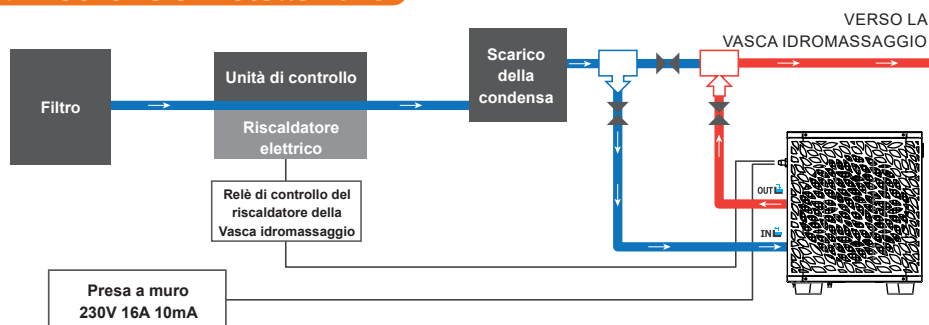 VERSO LA
VASCA IDROMASSAGGIO
Scarico
della
condensa
Unità di controllo
Filtro
Riscaldatore
elettrico
Relè di controllo del
riscaldatore della
Vasca idromassaggio
OUT
IN
Presa a muro
230V 16A 10mA